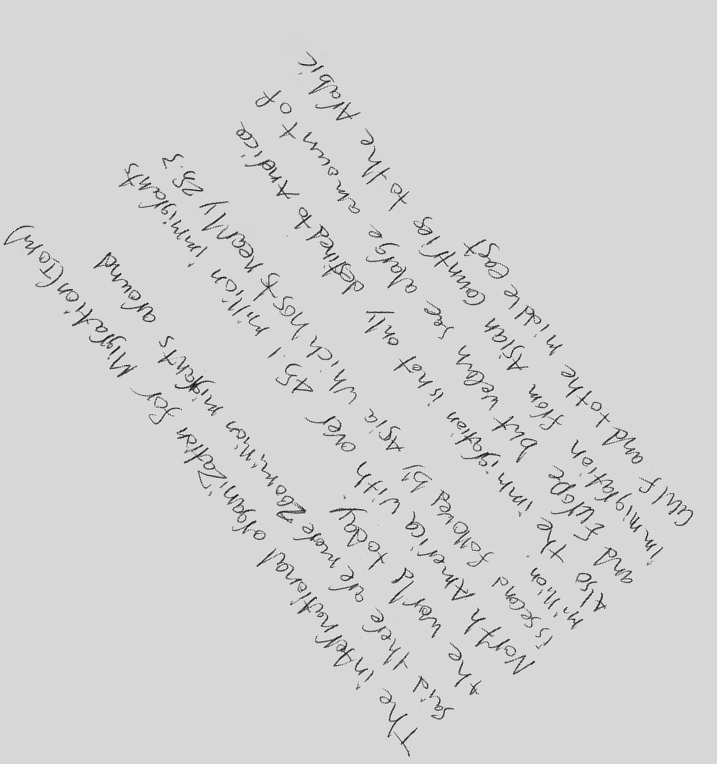 The international organization for Migration (IOM)
said there are more 200 million migrants around
the world today.
North America with over 45.1 million immigrants
is second followed by Asia which hosts nearly 25.3
million.
Also the immigration is not only destined to America
and Europe but we can see a large amount of
immigration from Asian countries to the Arabic
Gulf and to the middle east